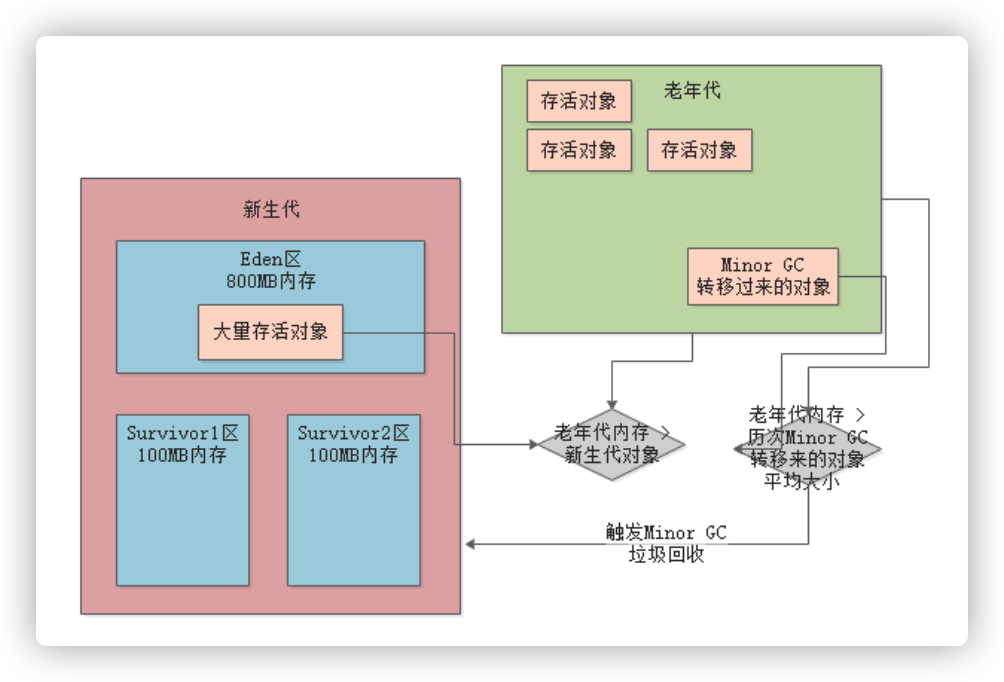 老年代
存活对象
存活对象
存活对象
Minor GC
转移过来的对象
新生代
Eden区
800MB内存
大量存活对象
Survivor1区
100MB内存
Survivor2区
100MB内存
老年代内存 >
新生代对象
老年代内存 >
历次Minor GC
转移来的对象
平均大小
触发Minor GC
垃圾回收